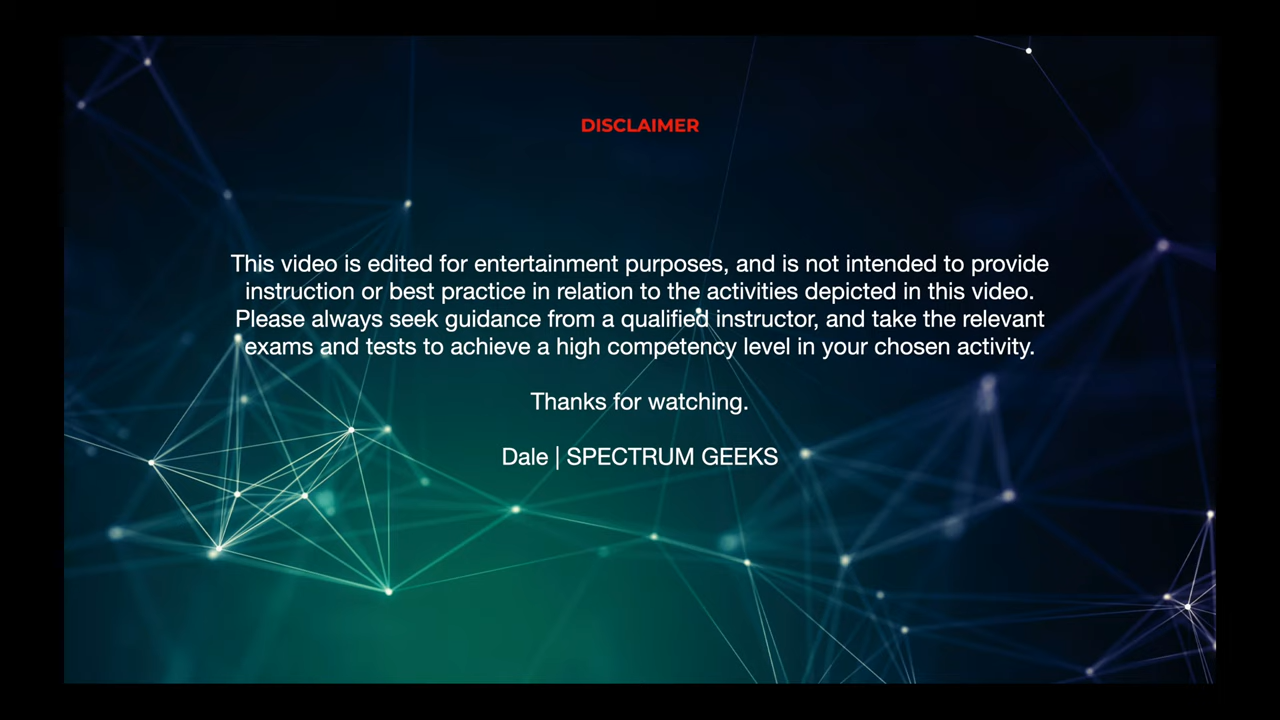 DISCLAIMER
This video is edited for entertainment purposes, and is not intended to provide
instruction or best practice in relation to the activities depicted in this video.
Please always seek guidance from a qualified instructor, and take the relevant
exams and tests to achieve a high competency level in your chosen activity.
Thanks for watching.
Dale | SPECTRUM GEEKS